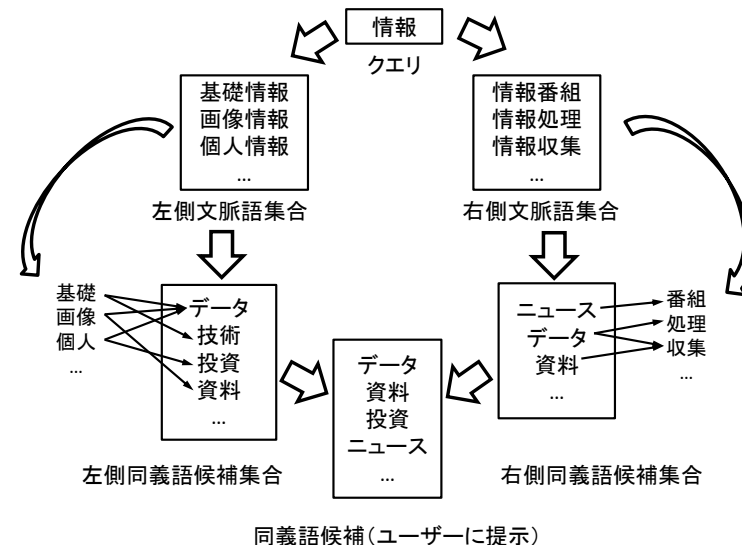 情報
クエリ
基礎情報
画像情報
個人情報
...
左側文脈語集合
情報番組
情報処理
情報収集
...
右側文脈語集合
基礎
画像
個人
...
データ
技術
投資
資料
...
左側同義語候補集合
データ
資料
投資
ニュース
...
同義語候補(ユーザーに提示)
ニュース
データ
資料
...
右側同義語候補集合
番組
処理
収集
...